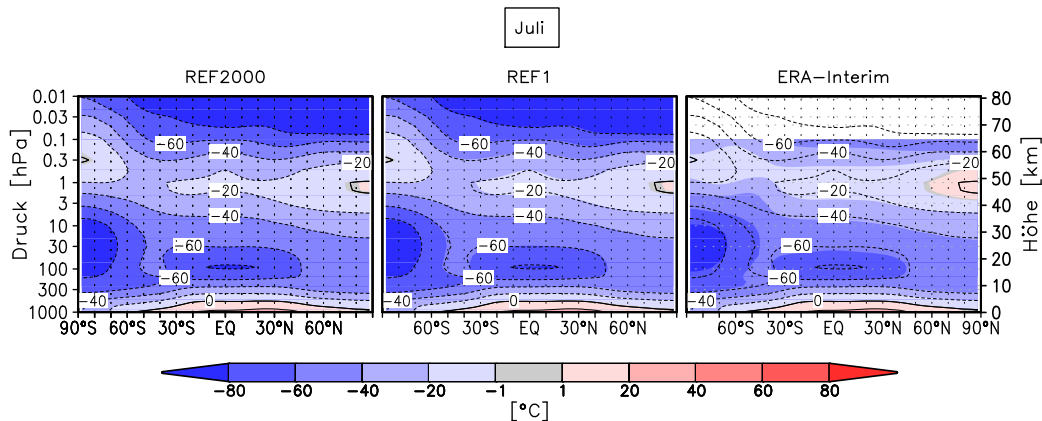 Juli
REF2000 REF1 ERA-Interim
Druck [hPa]
0.01
0.03
0.1
0.3
1
3
10
30
100
300
1000
-60 -40 -20 -40 -60 -60 -40 0
-60 -40 -20 -20 -40 -60 -60 -40 0
-60 -40 -20 -20 -40 -60 -60 -40 0
80
70
60
50
40
30
20
10
0
Höhe [km]
90°S 60°S 30°S EQ 30°N 60°N
60°S 30°S EQ 30°N 60°N
60°S 30°S EQ 30°N 60°N 90°N
-80 -60 -40 -20 -1 1 20 40 60 80
[°C]